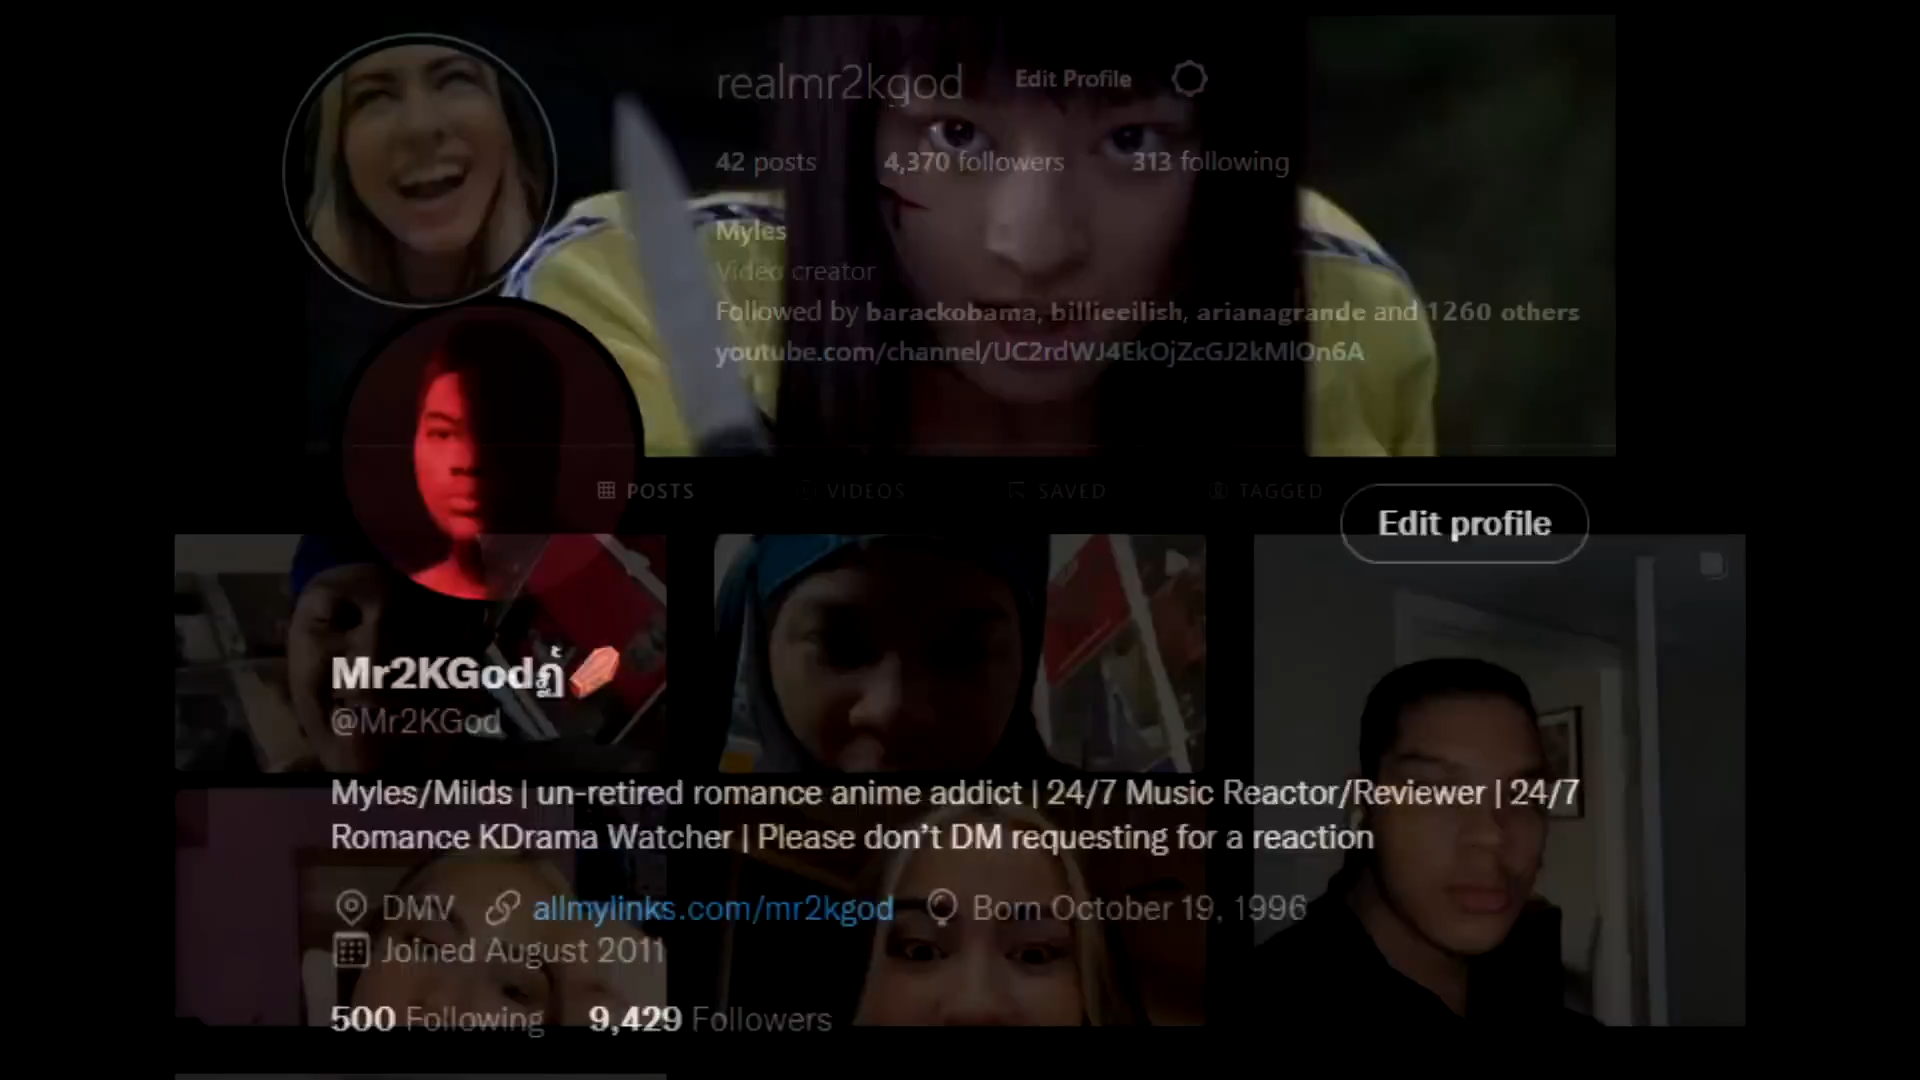 realmr2kgod Edit Profile
42 posts 4,370 followers 313 following
Myles
Video creator
Followed by barackobama, billieeilish, arianagrande and 1260 others
youtube.com/channel/UC2rdWJ4EkOjZcGJ2kMlOn6A
POSTS VIDEOS SAVED TAGGED
Edit profile
Mr2KGod
@Mr2KGod
Myles/Milds | un-retired romance anime addict | 24/7 Music Reactor/Reviewer | 24/7
Romance KDrama Watcher | Please don’t DM requesting for a reaction
DMV allmylinks.com/mr2kgod Born October 19, 1996
Joined August 2011
500 Following 9,429 Followers